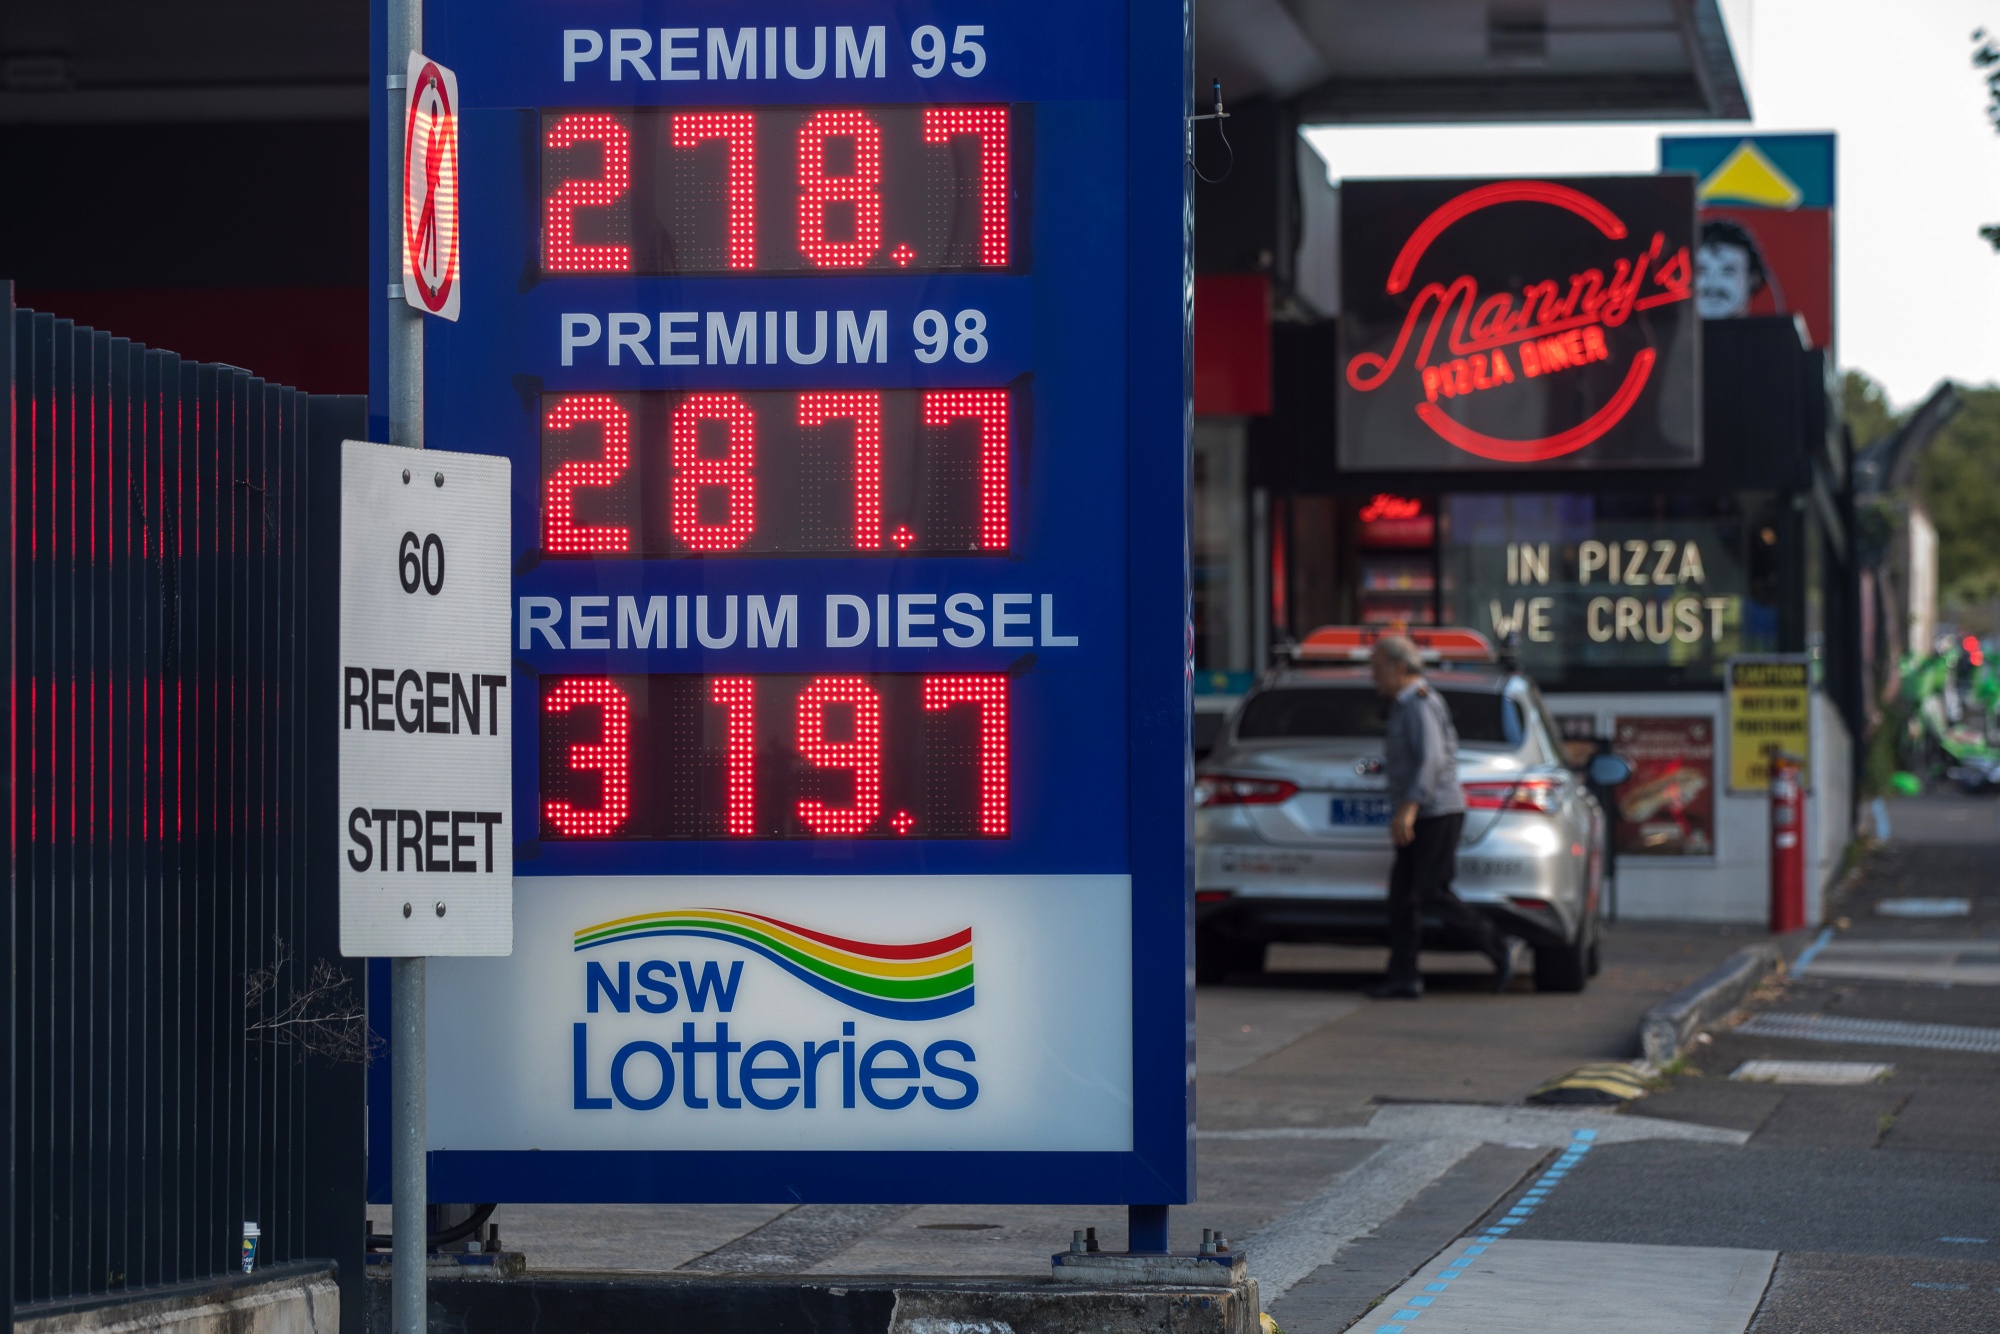 PREMIUM 95
278.7
PREMIUM 98
287.7
REMIUM DIESEL
319.7
NSW
Lotteries
60
REGENT
STREET
Manny's
PIZZA DINER
IN PIZZA
WE CRUST
CAUTION